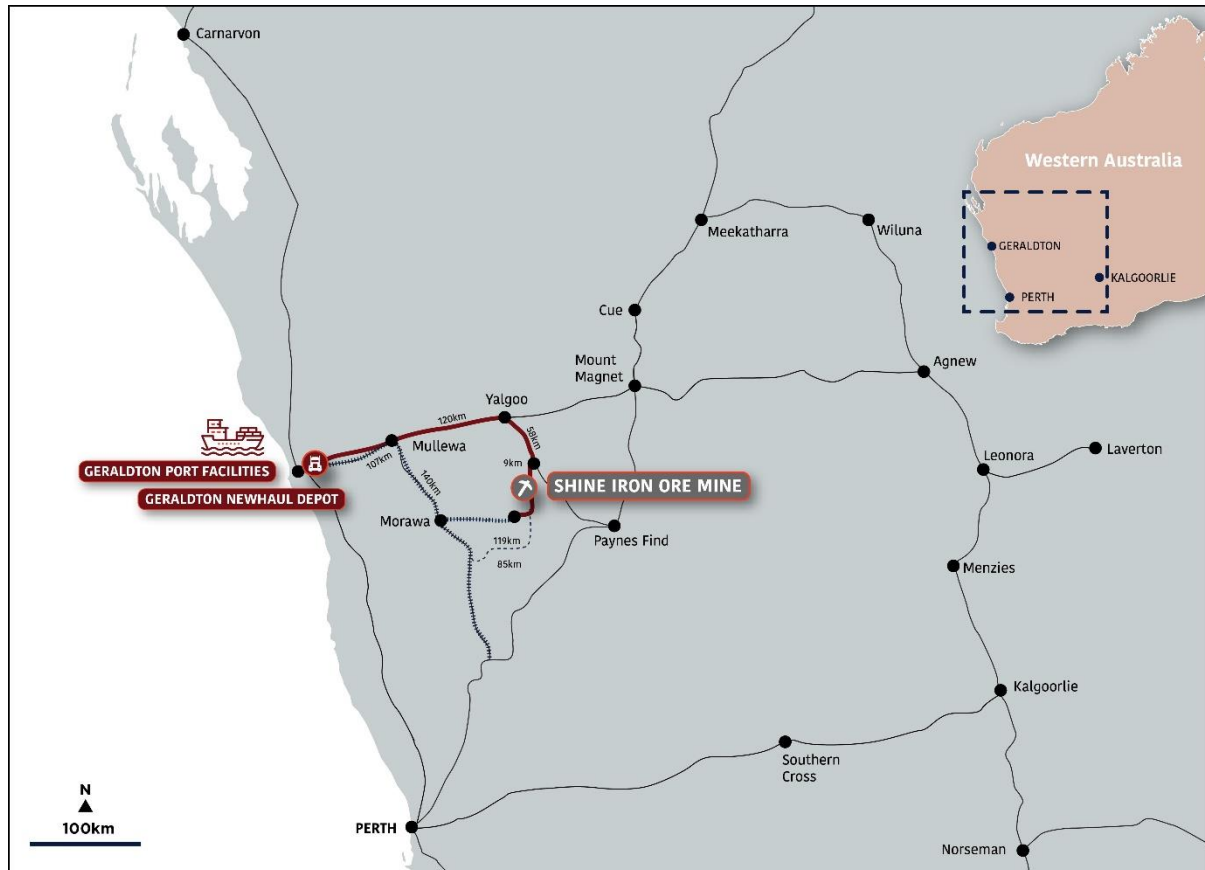 Carnarvon
Western Australia
Meekatharra
Wiluna
GERALDTON
KALGOORLIE
PERTH
Cue
Mount
Magnet
Agnew
Yalgoo
120km
58km
Mullewa
Laverton
Leonora
9km
107km
GERALDTON PORT FACILITIES
SHINE IRON ORE MINE
GERALDTON NEWHAUL DEPOT
140km
Morawa
119km
Paynes Find
85km
Menzies
Kalgoorlie
Southern
Cross
N
100km
PERTH
Norseman